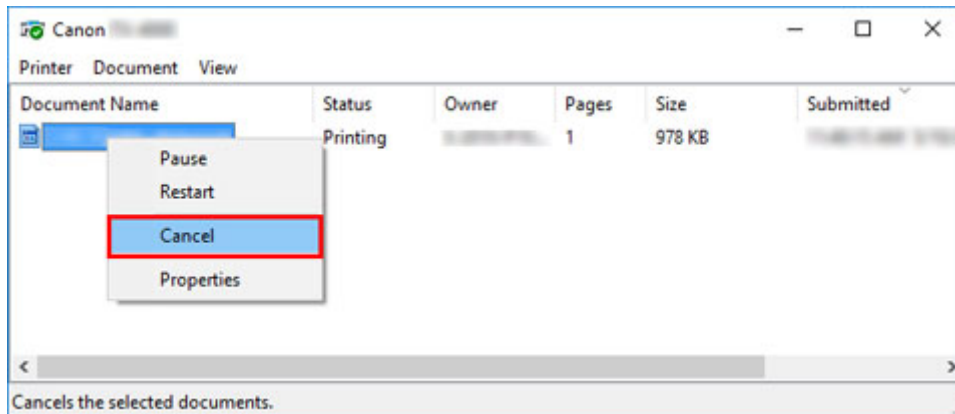 Canon
Printer Document View
Document Name Status Owner Pages Size Submitted
Printing 1 978 KB
Pause
Restart
Cancel
Properties
Cancels the selected documents.